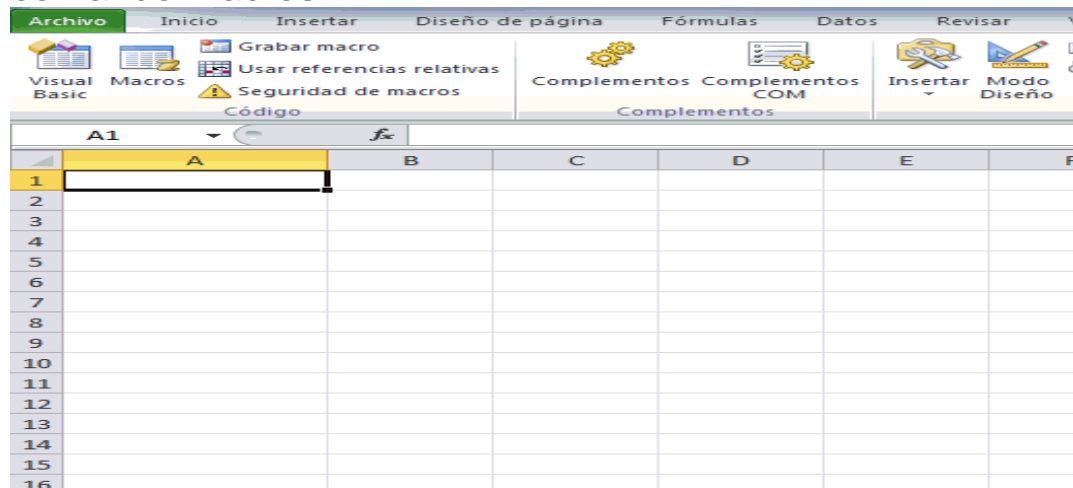 Archivo Inicio Insertar Diseño de página Fórmulas Datos Revisar
Grabar macro
Usar referencias relativas
Seguridad de macros
Visual Basic Macros
Complementos Complementos COM
Insertar Modo Diseño
Código Complementos
A1 fx
A B C D E F
1
2
3
4
5
6
7
8
9
10
11
12
13
14
15
16